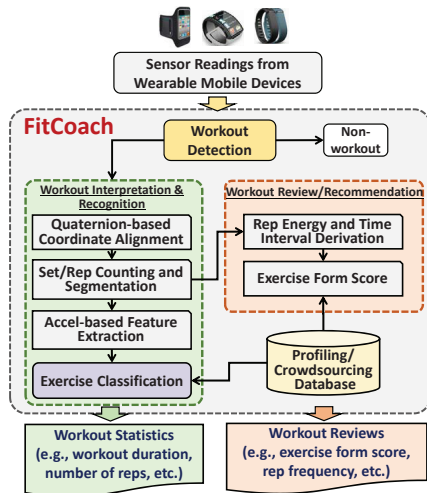 Sensor Readings from
Wearable Mobile Devices
FitCoach
Workout
Detection
Non-
workout
Workout Interpretation &
Recognition
Quaternion-based
Coordinate Alignment
Set/Rep Counting and
Segmentation
Accel-based Feature
Extraction
Exercise Classification
Workout Review/Recommendation
Rep Energy and Time
Interval Derivation
Exercise Form Score
Profiling/
Crowdsourcing
Database
Workout Statistics
(e.g., workout duration,
number of reps, etc.)
Workout Reviews
(e.g., exercise form score,
rep frequency, etc.)